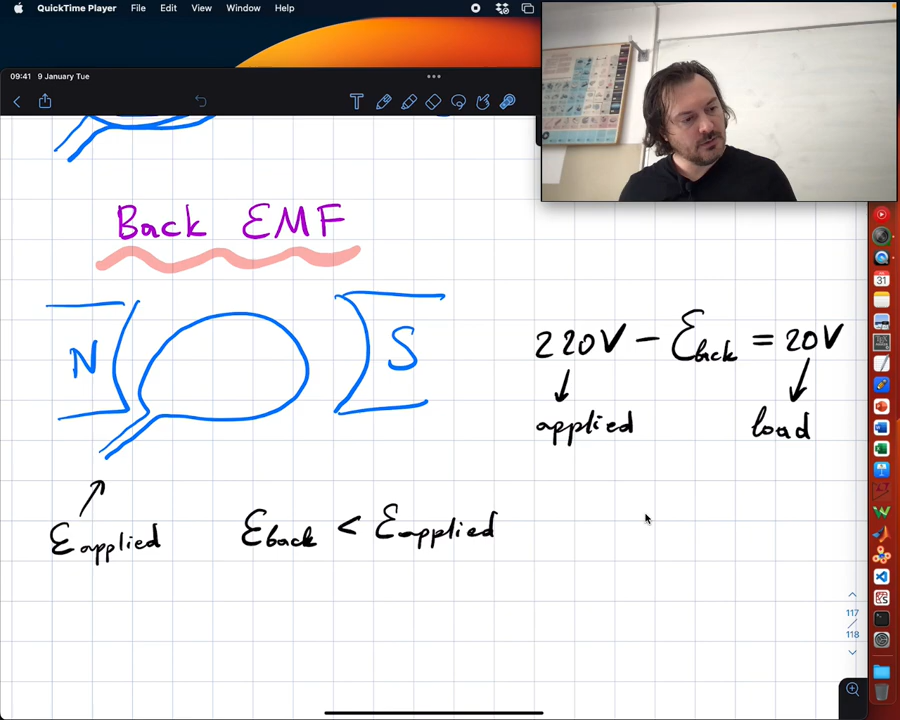 QuickTime Player File Edit View Window Help
09:41 9 January Tue
Back EMF
N
S
220V - Ɛback = 20V
applied
load
Ɛapplied
Ɛback < Ɛapplied
117
118
31